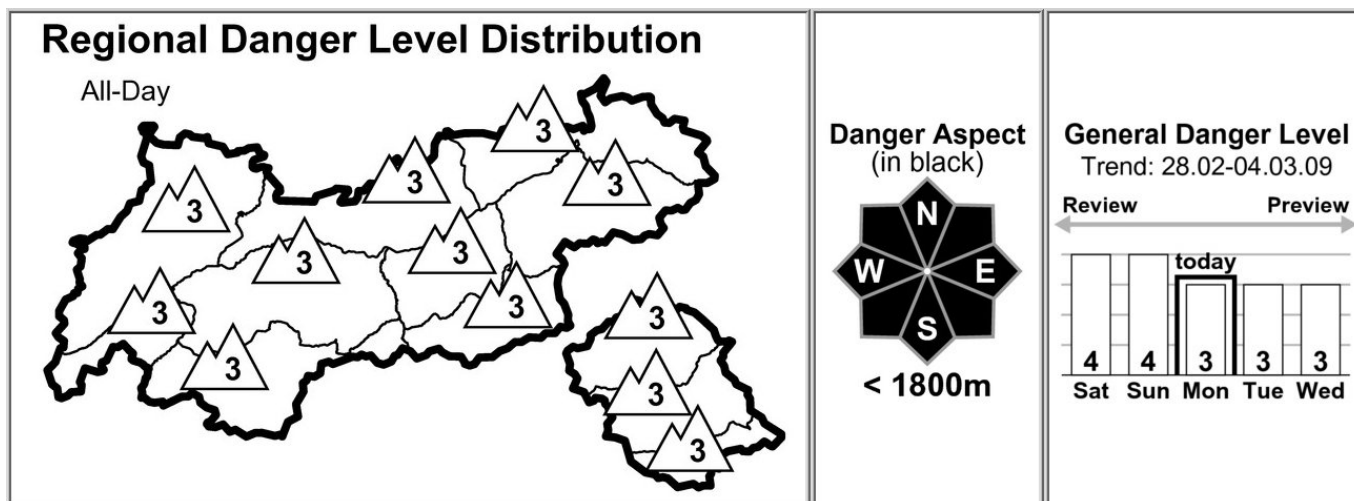 Regional Danger Level Distribution
All-Day
3
3
3
3
3
3
3
3
3
3
3
3
3
Danger Aspect
(in black)
N
W E
S
< 1800m
General Danger Level
Trend: 28.02-04.03.09
Review Preview
today
4 4 3 3 3
Sat Sun Mon Tue Wed